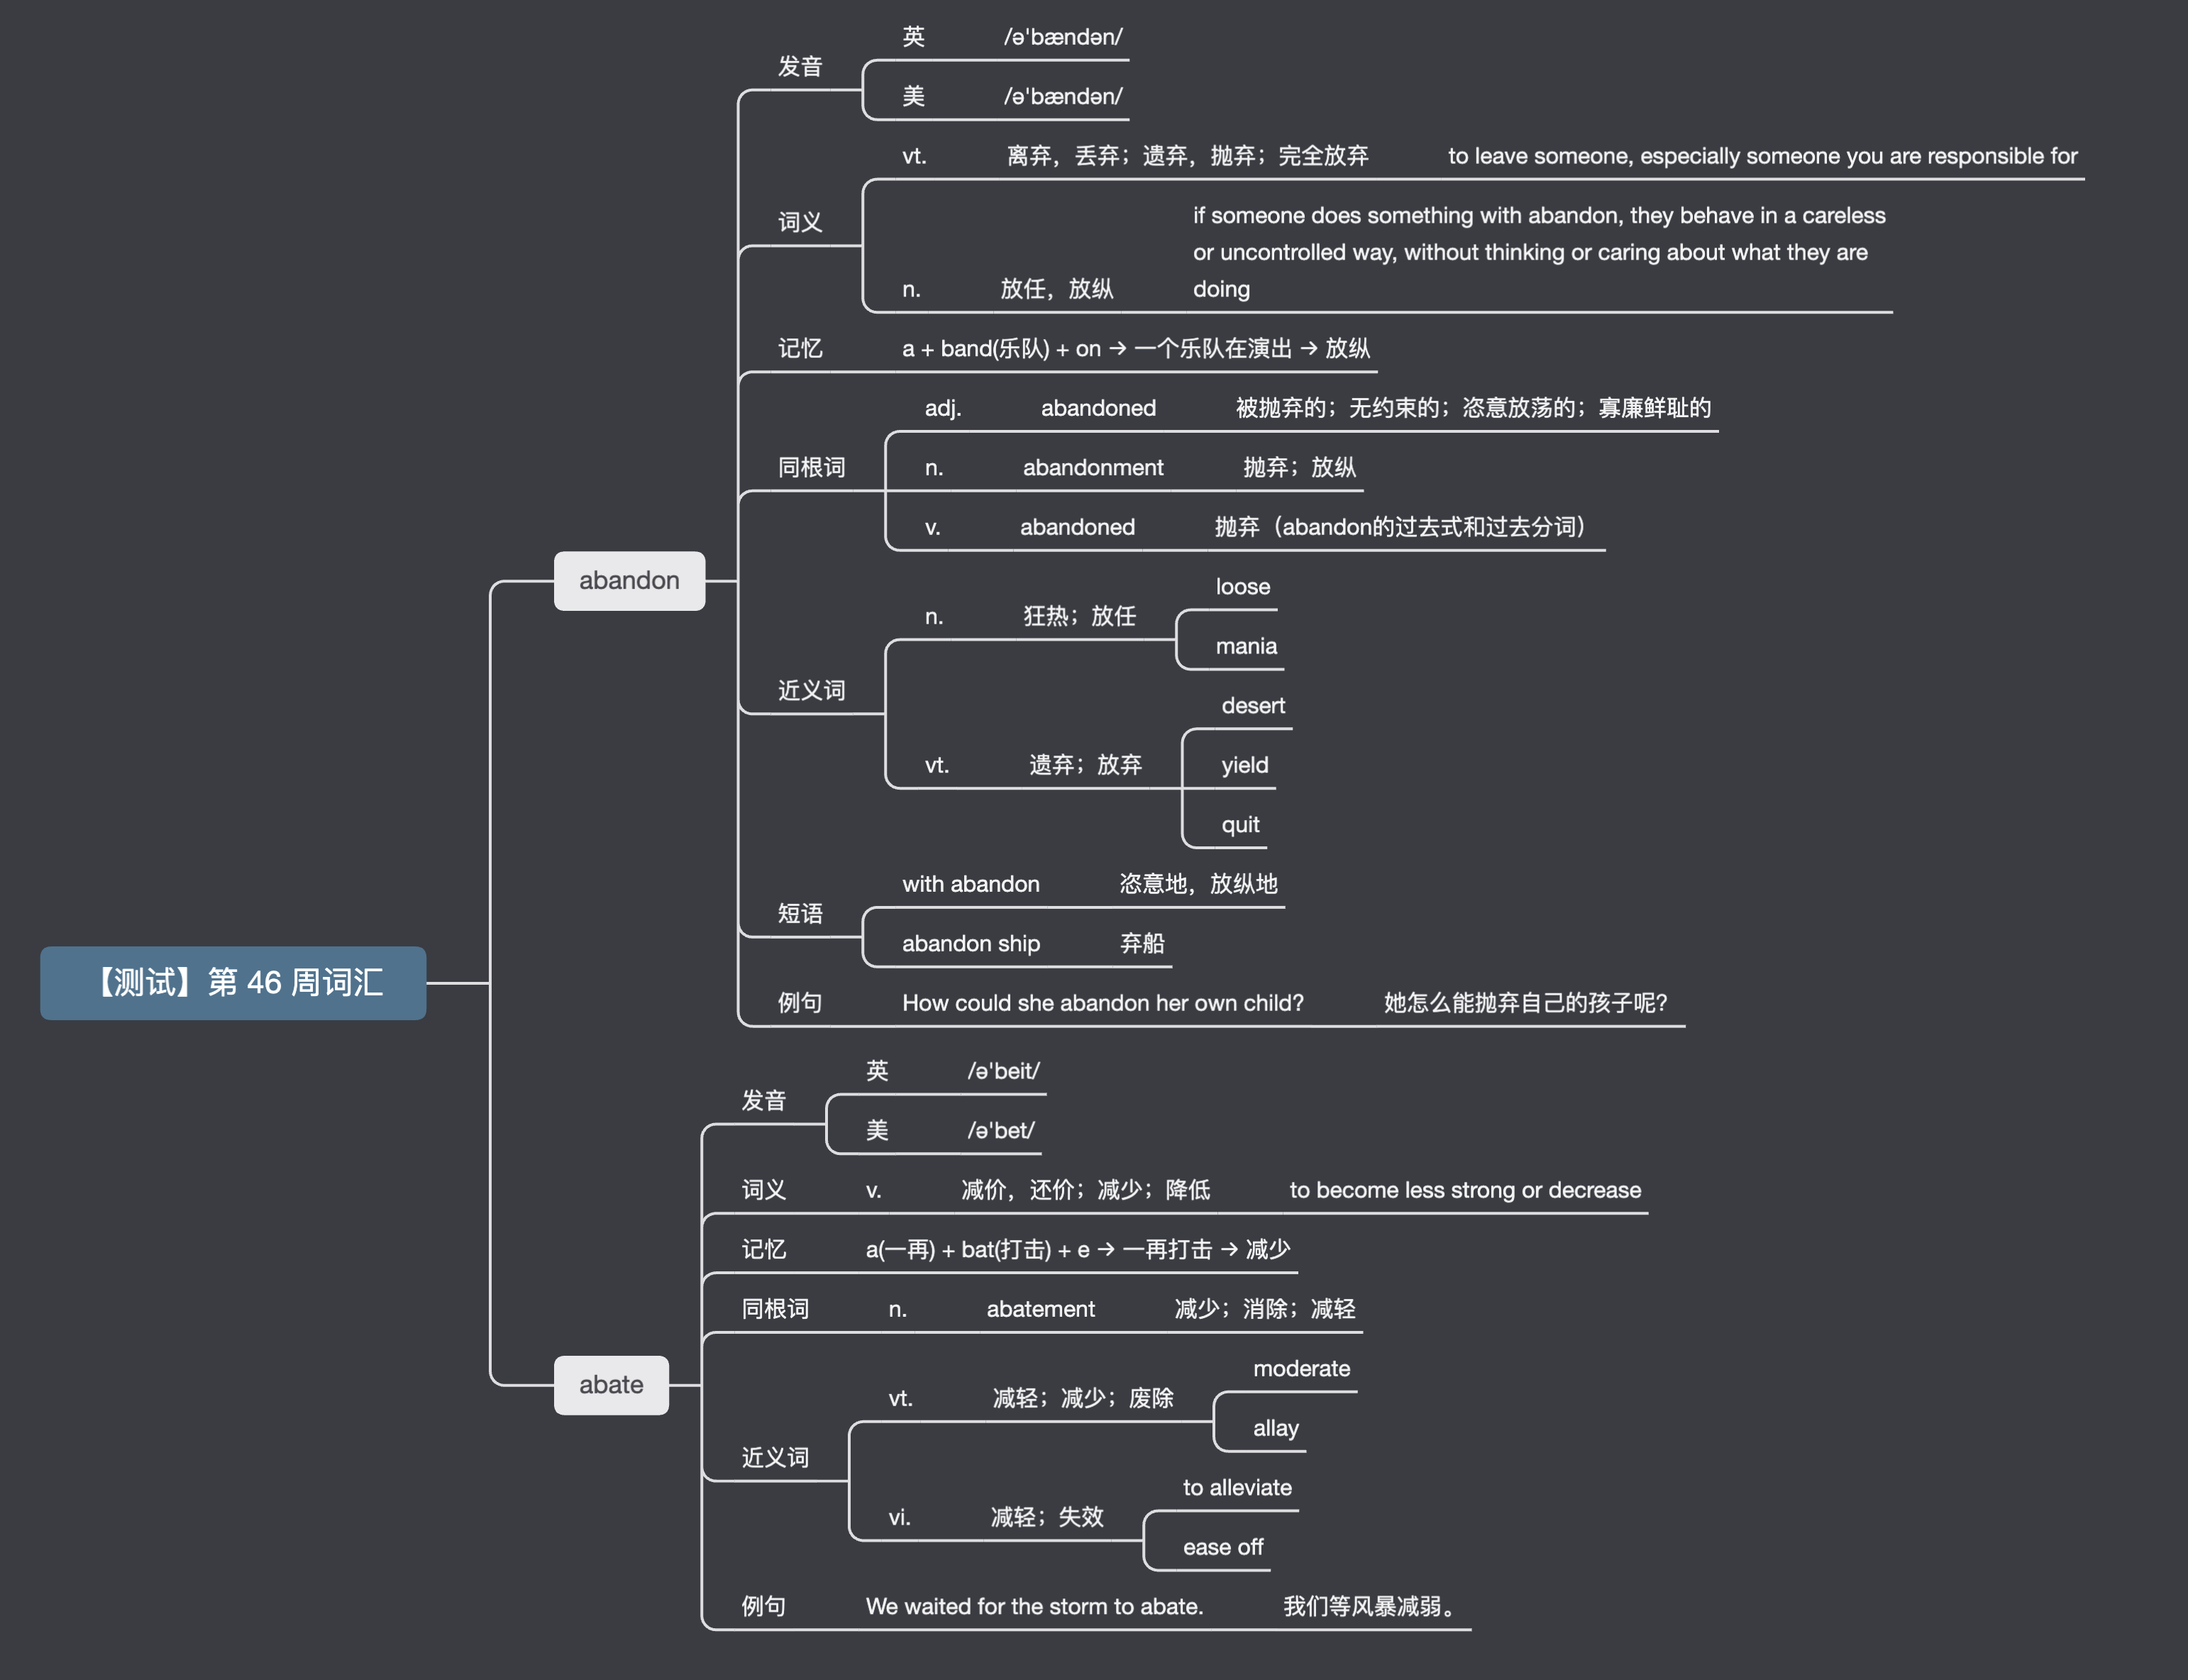 【测试】第 46 周词汇
abandon
发音
英 /ə'bændən/
美 /ə'bændən/
词义
vt. 离弃，丢弃；遗弃，抛弃；完全放弃 to leave someone, especially someone you are responsible for
n. 放任，放纵
if someone does something with abandon, they behave in a careless
or uncontrolled way, without thinking or caring about what they are
doing
记忆 a + band(乐队) + on → 一个乐队在演出 → 放纵
同根词
adj. abandoned 被抛弃的；无约束的；恣意放荡的；寡廉鲜耻的
n. abandonment 抛弃；放纵
v. abandoned 抛弃（abandon的过去式和过去分词）
近义词
n. 狂热；放任
loose
mania
vt. 遗弃；放弃
desert
yield
quit
短语
with abandon 恣意地，放纵地
abandon ship 弃船
例句 How could she abandon her own child? 她怎么能抛弃自己的孩子呢?
abate
发音
英 /ə'beit/
美 /ə'bet/
词义 v. 减价，还价；减少；降低 to become less strong or decrease
记忆 a(一再) + bat(打击) + e → 一再打击 → 减少
同根词 n. abatement 减少；消除；减轻
近义词
vt. 减轻；减少；废除
moderate
allay
vi. 减轻；失效
to alleviate
ease off
例句 We waited for the storm to abate. 我们等风暴减弱。